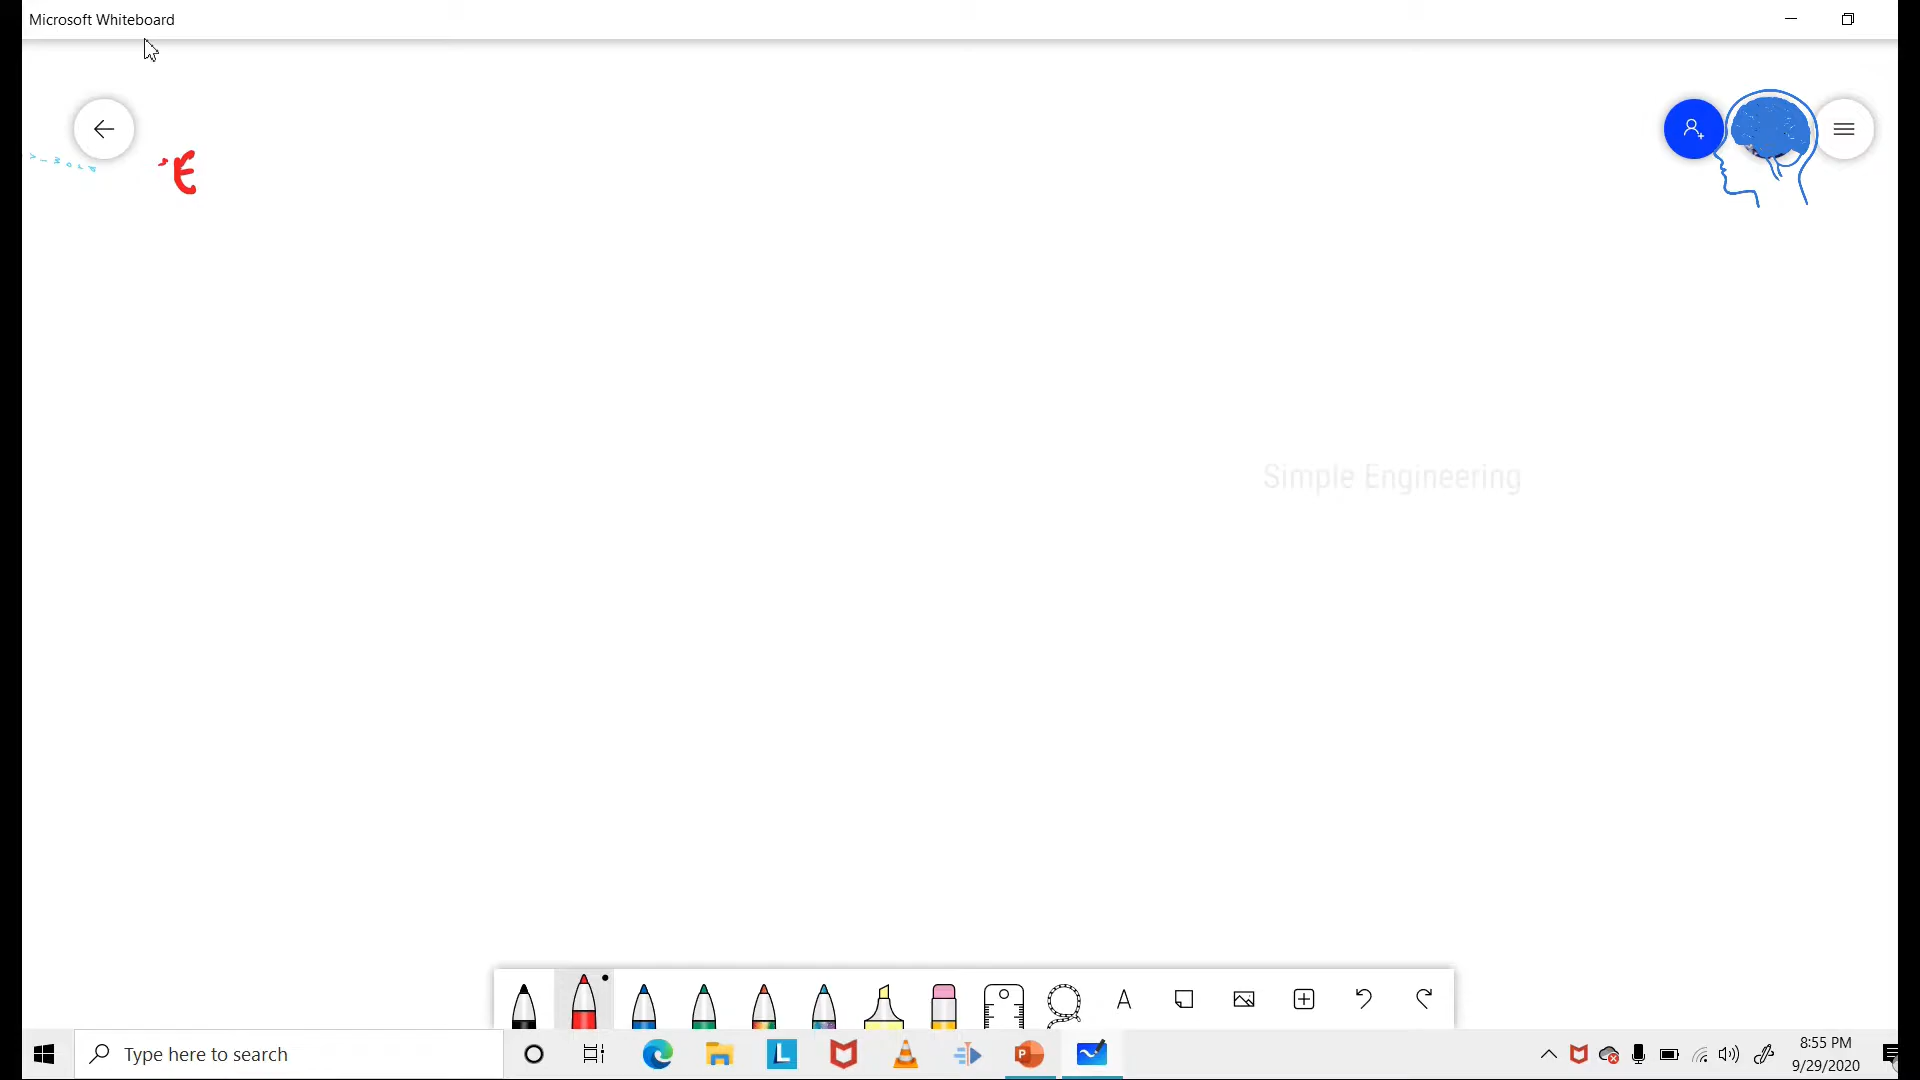 Microsoft Whiteboard
E
Simple Engineering
Type here to search
8:55 PM
9/29/2020